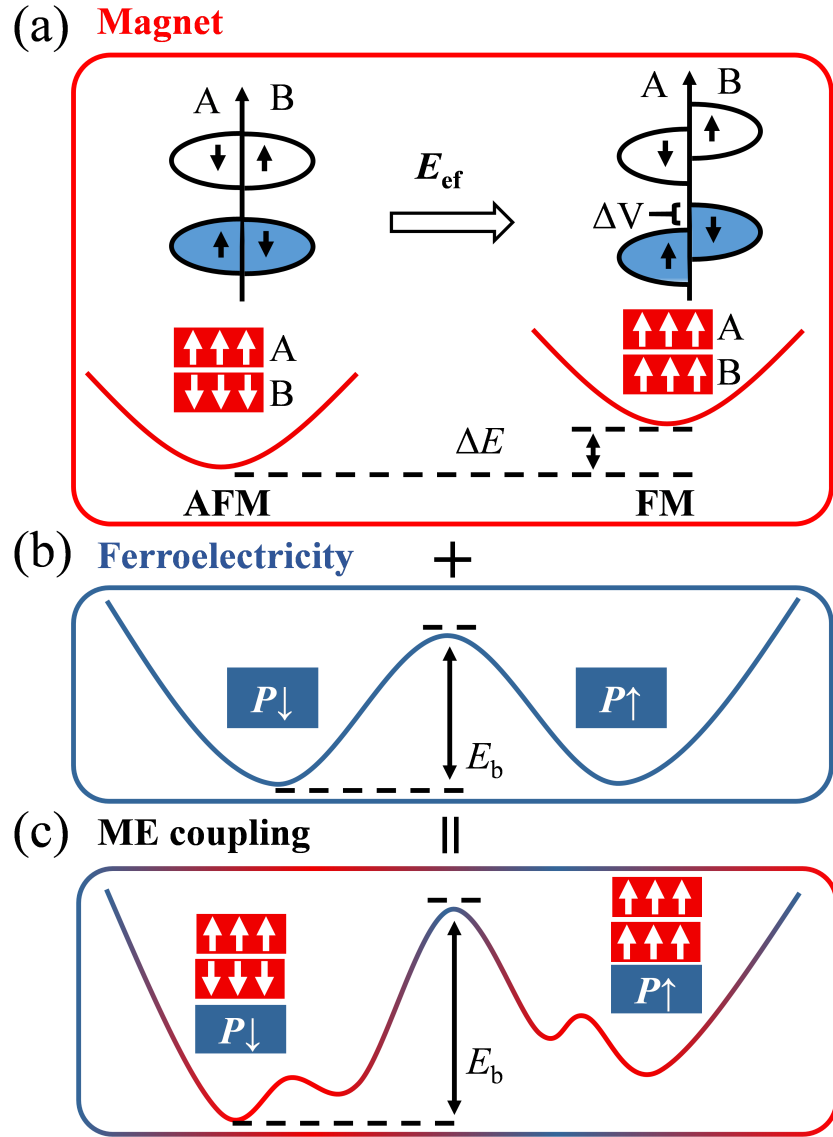 (a) Magnet
A B
A B
E_ef
ΔV
A
B
A
B
ΔE
AFM
FM
(b) Ferroelectricity +
P↓
P↑
E_b
(c) ME coupling =
P↓
P↑
E_b